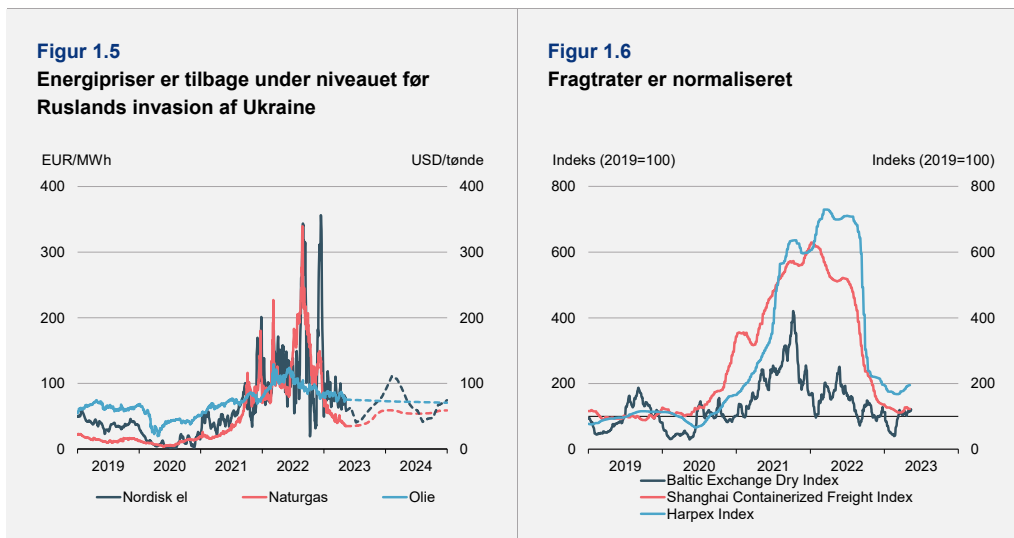 Figur 1.5
Energipriser er tilbage under niveauet før
Ruslands invasion af Ukraine
EUR/MWh
USD/tønde
400
400
300
300
200
200
100
100
0
0
2019
2020
2021
2022
2023
2024
Nordisk el
Naturgas
Olie
Figur 1.6
Fragtrater er normaliseret
Indeks (2019=100)
Indeks (2019=100)
800
800
600
600
400
400
200
200
0
0
2019
2020
2021
2022
2023
Baltic Exchange Dry Index
Shanghai Containerized Freight Index
Harpex Index